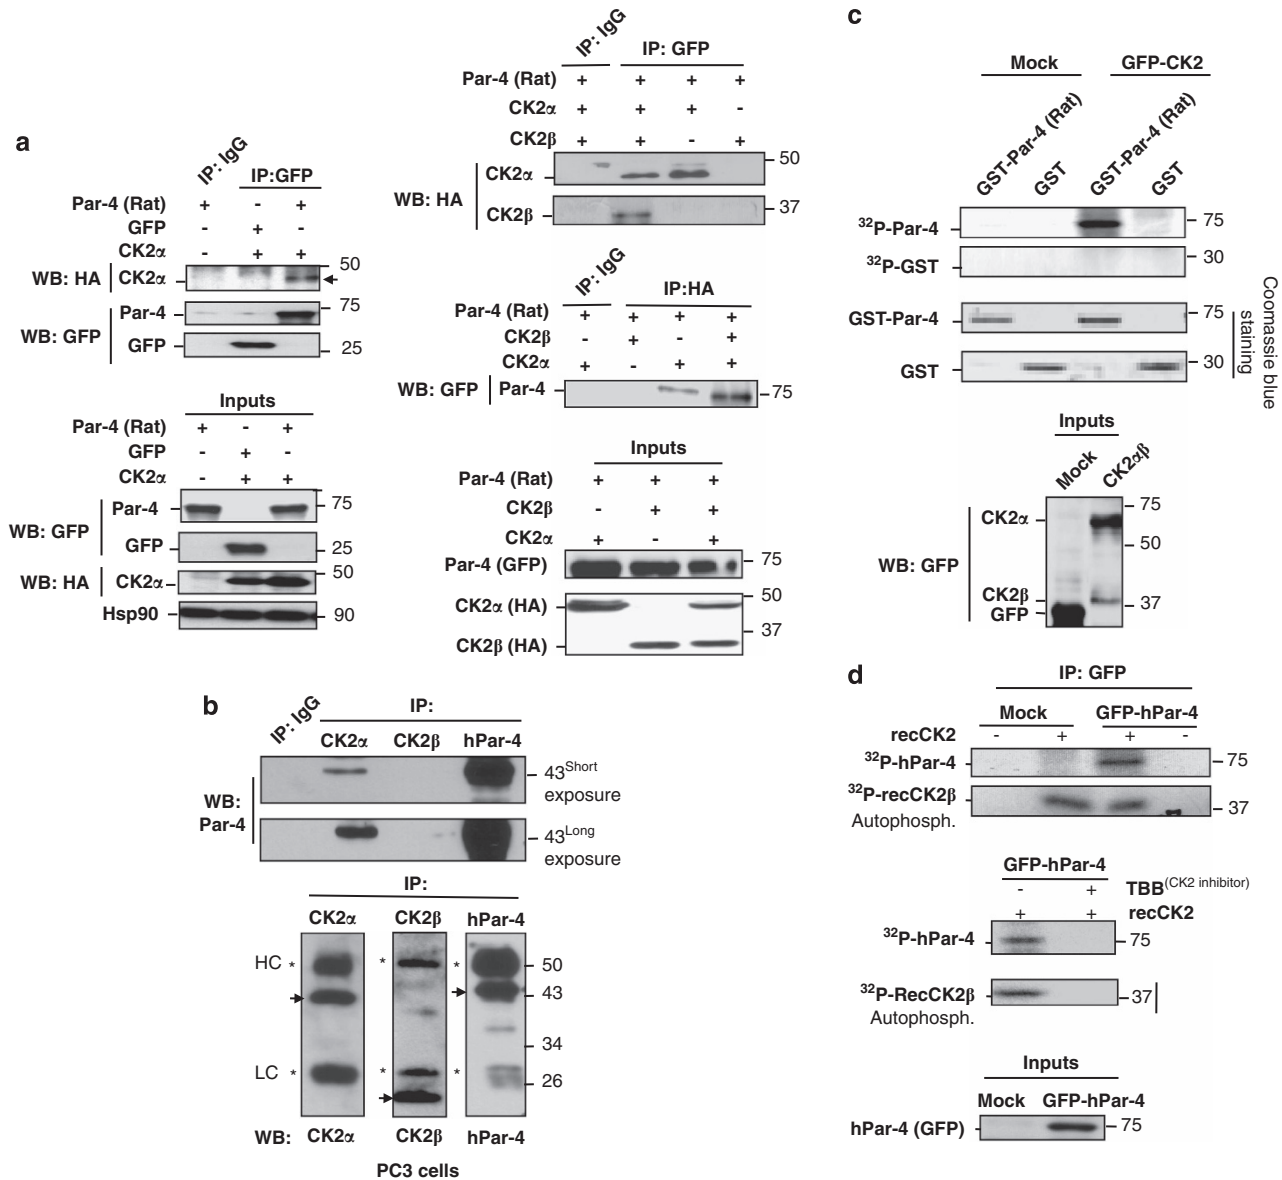 a
IP: IgG
IP:GFP
Par-4 (Rat) + - +
GFP - + -
CK2α - + +
WB: HA CK2α 50
WB: GFP Par-4 75
GFP 25
Inputs
Par-4 (Rat) + - +
GFP - + -
CK2α - + +
WB: GFP Par-4 75
GFP 25
WB: HA CK2α 50
Hsp90 90
IP: IgG
IP: GFP
Par-4 (Rat) + + + +
CK2α + + + -
CK2β + + - +
WB: HA CK2α 50
CK2β 37
IP: IgG
IP:HA
Par-4 (Rat) + + + +
CK2β - + - +
CK2α + - + +
WB: GFP Par-4 75
Inputs
Par-4 (Rat) + + +
CK2β - + +
CK2α + - +
Par-4 (GFP) 75
CK2α (HA) 50
37
CK2β (HA)
b
IP: IgG
IP:
CK2α CK2β hPar-4
WB:
Par-4
43Short
exposure
43Long
exposure
IP:
CK2α CK2β hPar-4
HC * * * 50
43
34
LC * * * 26
WB: CK2α CK2β hPar-4
PC3 cells
c
Mock GFP-CK2
GST-Par-4 (Rat) GST GST-Par-4 (Rat) GST
32P-Par-4 75
32P-GST 30
GST-Par-4 75
GST 30
Coomassie blue
staining
Inputs
Mock CK2αβ
WB: GFP
CK2α 75
50
CK2β 37
GFP
d
IP: GFP
Mock GFP-hPar-4
recCK2 - + + -
32P-hPar-4 75
32P-recCK2β 37
Autophosph.
GFP-hPar-4
- + TBB(CK2 inhibitor)
+ + recCK2
32P-hPar-4 75
32P-RecCK2β 37
Autophosph.
Inputs
Mock GFP-hPar-4
hPar-4 (GFP) 75